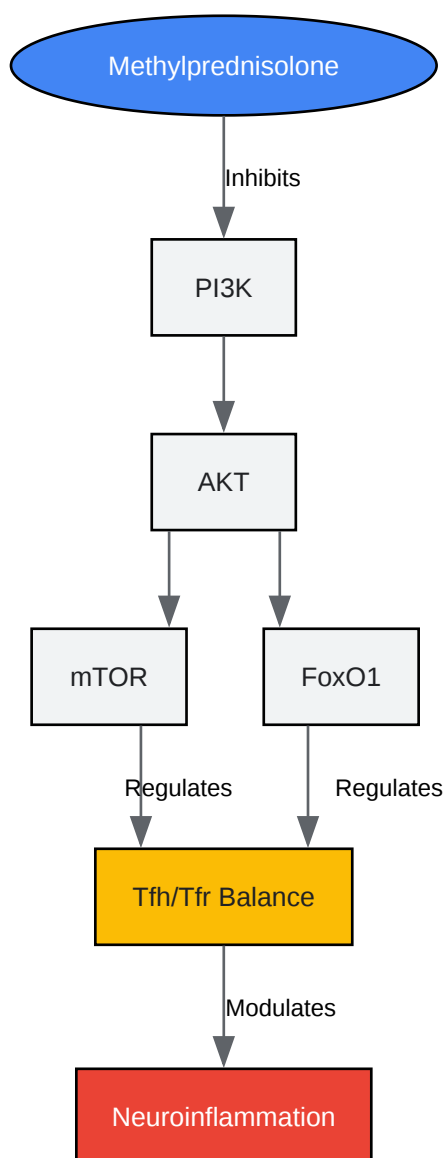 Methylprednisolone
Inhibits
PI3K
AKT
mTOR
FoxO1
Regulates
Regulates
Tfh/Tfr Balance
Modulates
Neuroinflammation